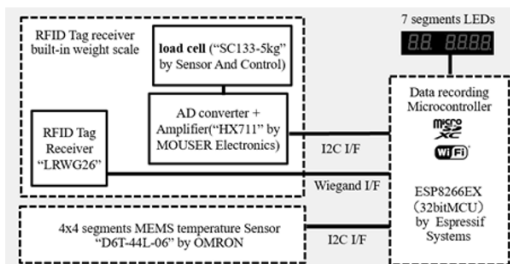 RFID Tag receiver
built-in weight scale
load cell (“SC133-5kg”
by Sensor And Control)
AD converter +
Amplifier(“HX711” by
MOUSER Electronics)
RFID Tag
Receiver
“LRWG26”
I2C I/F
Wiegand I/F
4x4 segments MEMS temperature Sensor
“D6T-44L-06” by OMRON
I2C I/F
7 segments LEDs
88 8888
Data recording
Microcontroller
micro
SD
XC
WiFi
ESP8266EX
(32bitMCU)
by Espressif
Systems